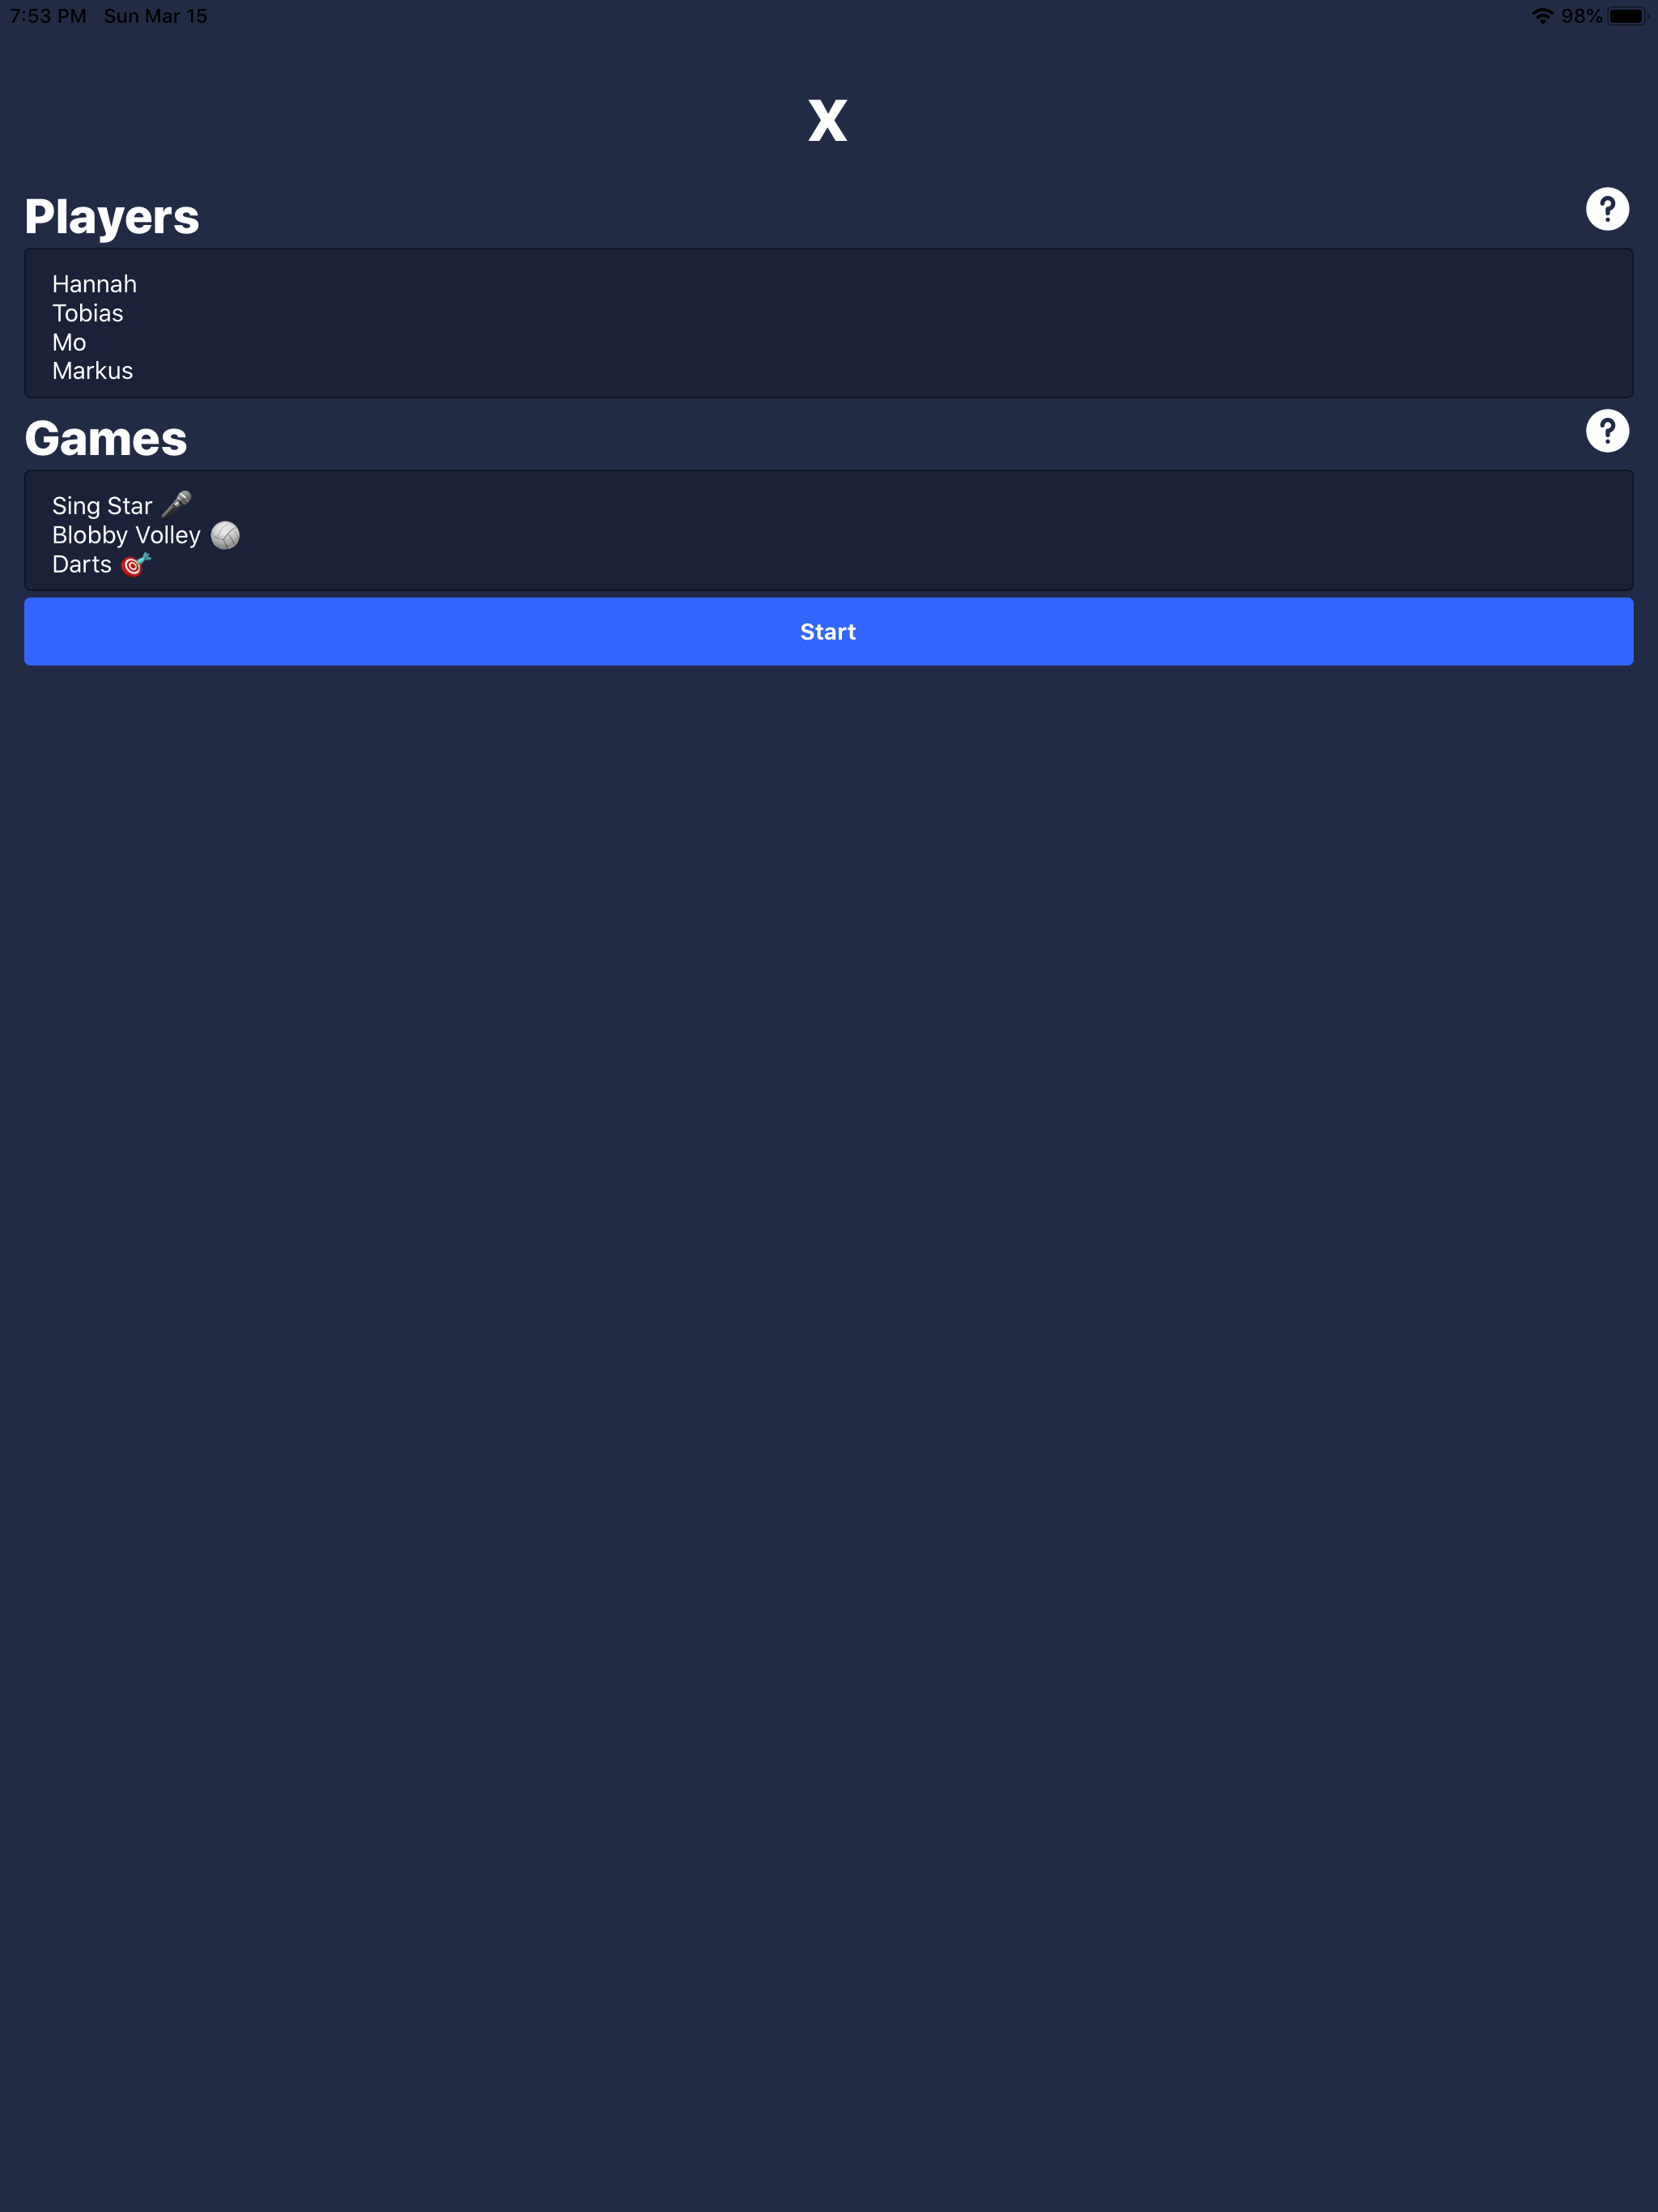 7:53 PM Sun Mar 15 98%
X
Players ?
Hannah
Tobias
Mo
Markus
Games ?
Sing Star 🎤
Blobby Volley 🏐
Darts 🎯
Start